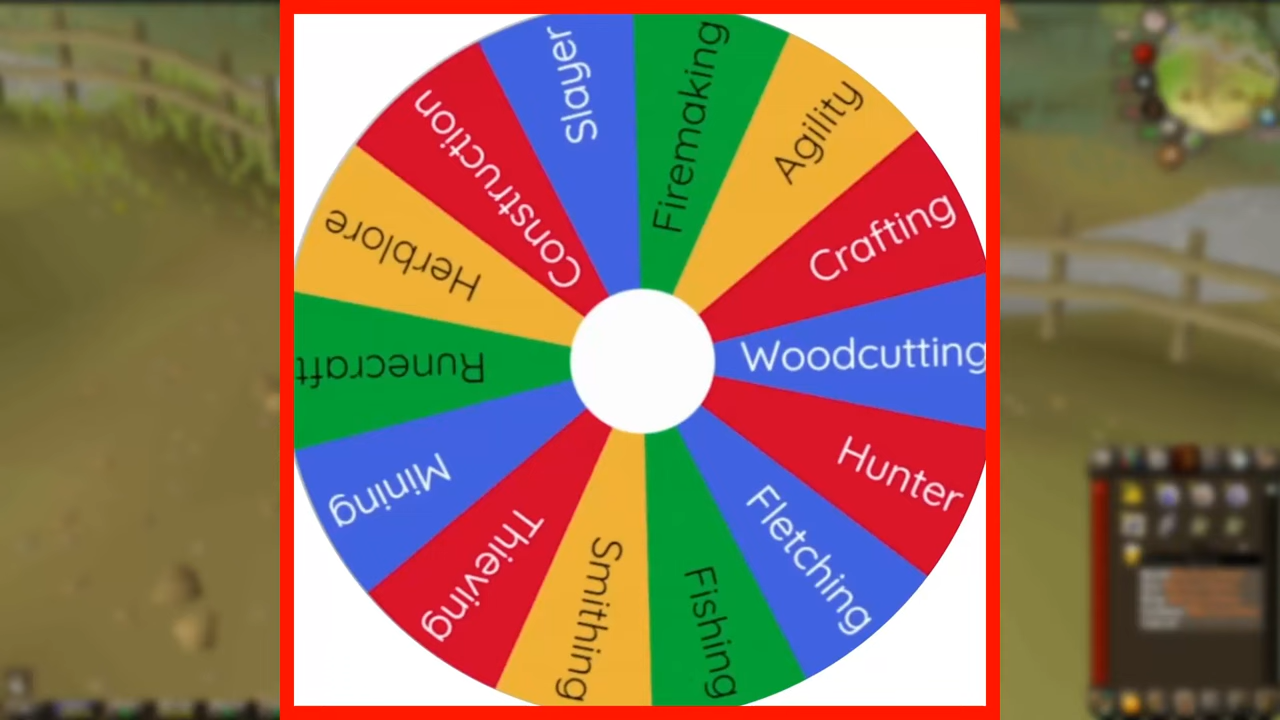 Slayer
Firemaking
Agility
Crafting
Woodcutting
Hunter
Fletching
Fishing
Smithing
Thieving
Mining
Runecraft
Herblore
Construction